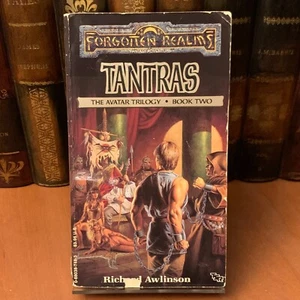 FORGOTTEN REALMS
TANTRAS
THE AVATAR TRILOGY • BOOK TWO
Richard Awlinson